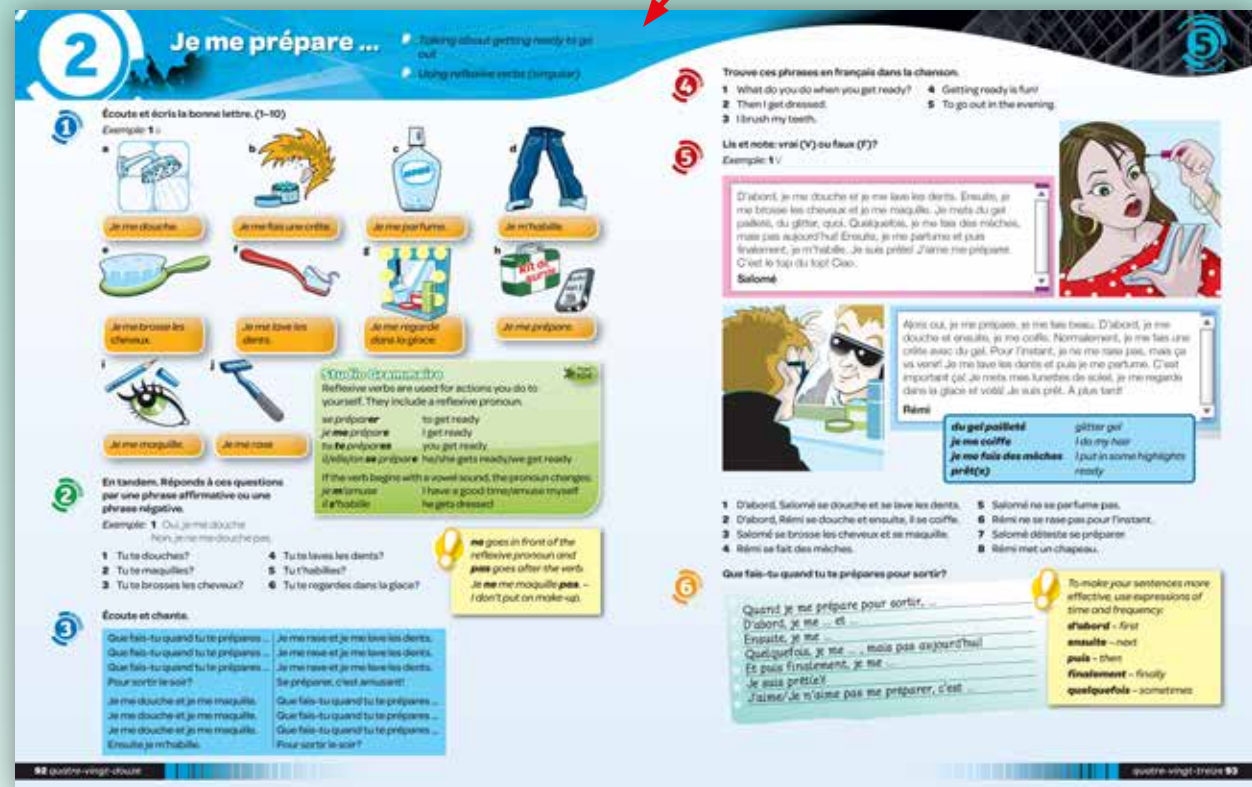 2
Je me prépare ...
Talking about getting ready to go
out
Using reflexive verbs (singular)
1
Écoute et écris la bonne lettre. (1–10)
Exemple: 1
a
b
c
d
Je me douche.
Je me fais une crête.
Je me parfume.
Je m'habille.
e
f
g
h
Kit de
survie
Je me brosse les
cheveux.
Je me lave les
dents.
Je me regarde
dans la glace.
Je me prépare.
i
j
Je me maquille.
Je me rase
Studio Grammaire
Reflexive verbs are used for actions you do to
yourself. They include a reflexive pronoun.
se préparer to get ready
je me prépare I get ready
tu te prépares you get ready
il/elle/on se prépare he/she gets ready/we get ready
If the verb begins with a vowel sound, the pronoun changes.
je m'amuse I have a good time/amuse myself
il s'habille he gets dressed
2
En tandem. Réponds à ces questions
par une phrase affirmative ou une
phrase négative.
Exemple: 1 Oui, je me douche
Non, je ne me douche pas.
1 Tu te douches?
2 Tu te maquilles?
3 Tu te brosses les cheveux?
4 Tu te laves les dents?
5 Tu t'habilles?
6 Tu te regardes dans la glace?
ne goes in front of the
reflexive pronoun and
pas goes after the verb.
Je ne me maquille pas. –
I don't put on make-up.
3
Écoute et chante.
Que fais-tu quand tu te prépares ...
Que fais-tu quand tu te prépares ...
Que fais-tu quand tu te prépares ...
Pour sortir le soir?
Je me douche et je me maquille.
Je me douche et je me maquille.
Je me douche et je me maquille.
Ensuite je m'habille.
Je me rase et je me lave les dents.
Je me rase et je me lave les dents.
Je me rase et je me lave les dents.
Se préparer, c'est amusant!
Que fais-tu quand tu te prépares ...
Que fais-tu quand tu te prépares ...
Que fais-tu quand tu te prépares ...
Pour sortir le soir?
92 quatre-vingt-douze
5
4
Trouve ces phrases en français dans la chanson.
1 What do you do when you get ready?
2 Then I get dressed.
3 I brush my teeth.
4 Getting ready is fun!
5 To go out in the evening.
5
Lis et note: vrai (V) ou faux (F)?
Exemple: 1 V
D'abord, je me douche et je me lave les dents. Ensuite, je
me brosse les cheveux et je me maquille. Je mets du gel
pailleté, du glitter, quoi. Quelquefois, je me fais des mèches,
mais pas aujourd'hui! Ensuite, je me parfume et puis
finalement, je m'habille. Je suis prête! J'aime me préparer.
C'est le top du top! Ciao.
Salomé
Alors oui, je me prépare, je me fais beau. D'abord, je me
douche et ensuite, je me coiffe. Normalement, je me fais une
crête avec du gel. Pour l'instant, je ne me rase pas, mais ça
va venir! Je me lave les dents et puis je me parfume. C'est
important ça! Je mets mes lunettes de soleil, je me regarde
dans la glace et voilà! Je suis prêt. À plus tard!
Rémi
du gel pailleté glitter gel
je me coiffe I do my hair
je me fais des mèches I put in some highlights
prêt(e) ready
1 D'abord, Salomé se douche et se lave les dents.
2 D'abord, Rémi se douche et ensuite, il se coiffe.
3 Salomé se brosse les cheveux et se maquille.
4 Rémi se fait des mèches.
5 Salomé ne se parfume pas.
6 Rémi ne se rase pas pour l'instant.
7 Salomé déteste se préparer
8 Rémi met un chapeau.
6
Que fais-tu quand tu te prépares pour sortir?
Quand je me prépare pour sortir, ...
D'abord, je me ... et ...
Ensuite, je me ...
Quelquefois, je me ... , mais pas aujourd'hui!
Et puis finalement, je me ...
Je suis prêt(e)!
J'aime/Je n'aime pas me préparer, c'est ...
To make your sentences more
effective, use expressions of
time and frequency:
d'abord – first
ensuite – next
puis – then
finalement – finally
quelquefois – sometimes
quatre-vingt-treize 93